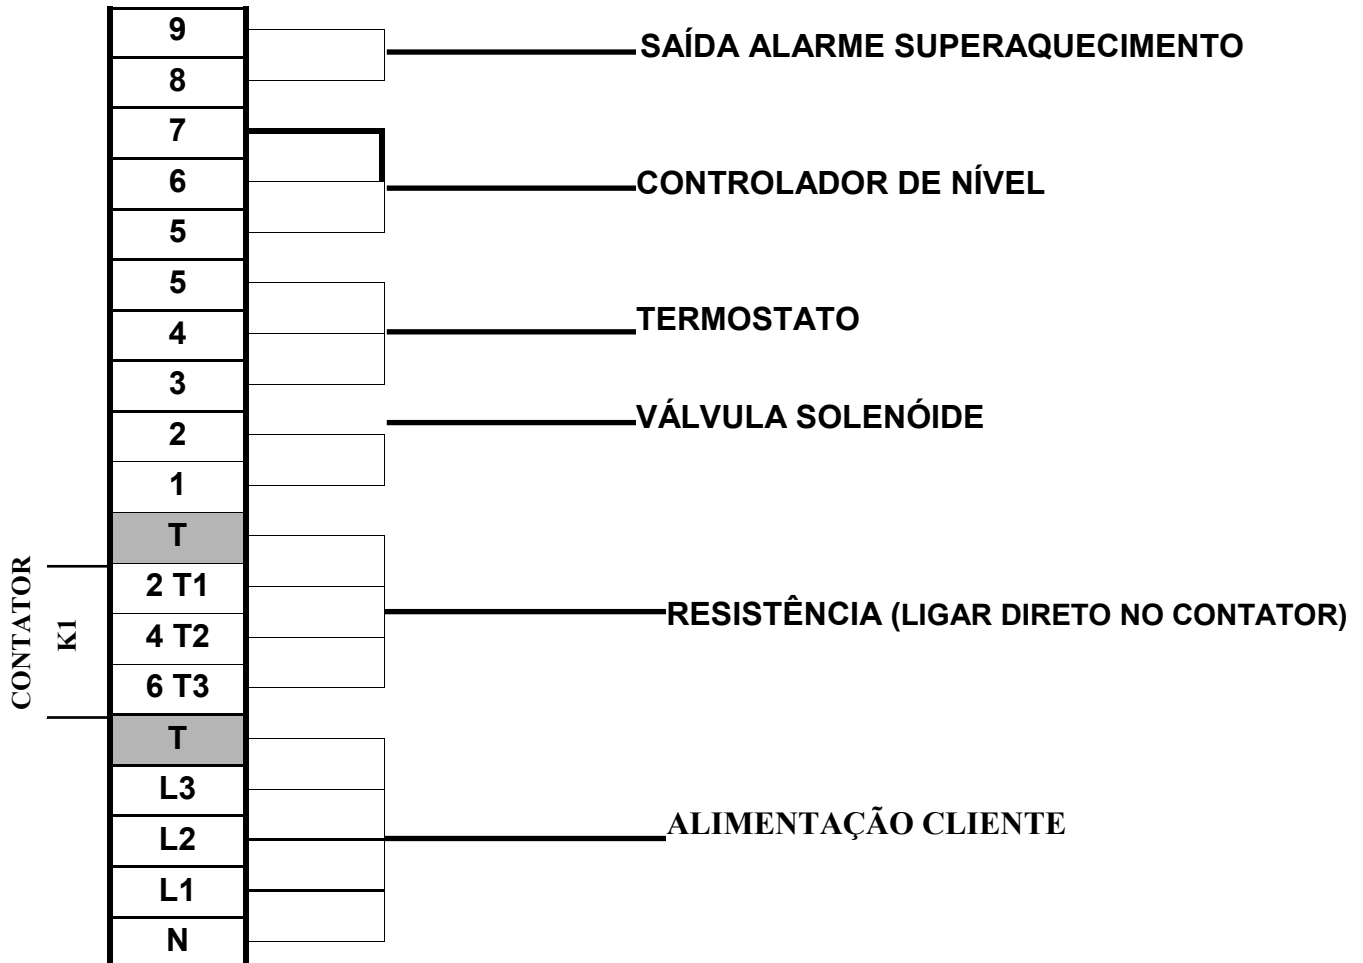 9
SAÍDA ALARME SUPERAQUECIMENTO
8
7
6
CONTROLADOR DE NÍVEL
5
5
TERMOSTATO
4
3
VÁLVULA SOLENÓIDE
2
1
T
CONTATOR
K1
2 T1
RESISTÊNCIA (LIGAR DIRETO NO CONTATOR)
4 T2
6 T3
T
L3
ALIMENTAÇÃO CLIENTE
L2
L1
N